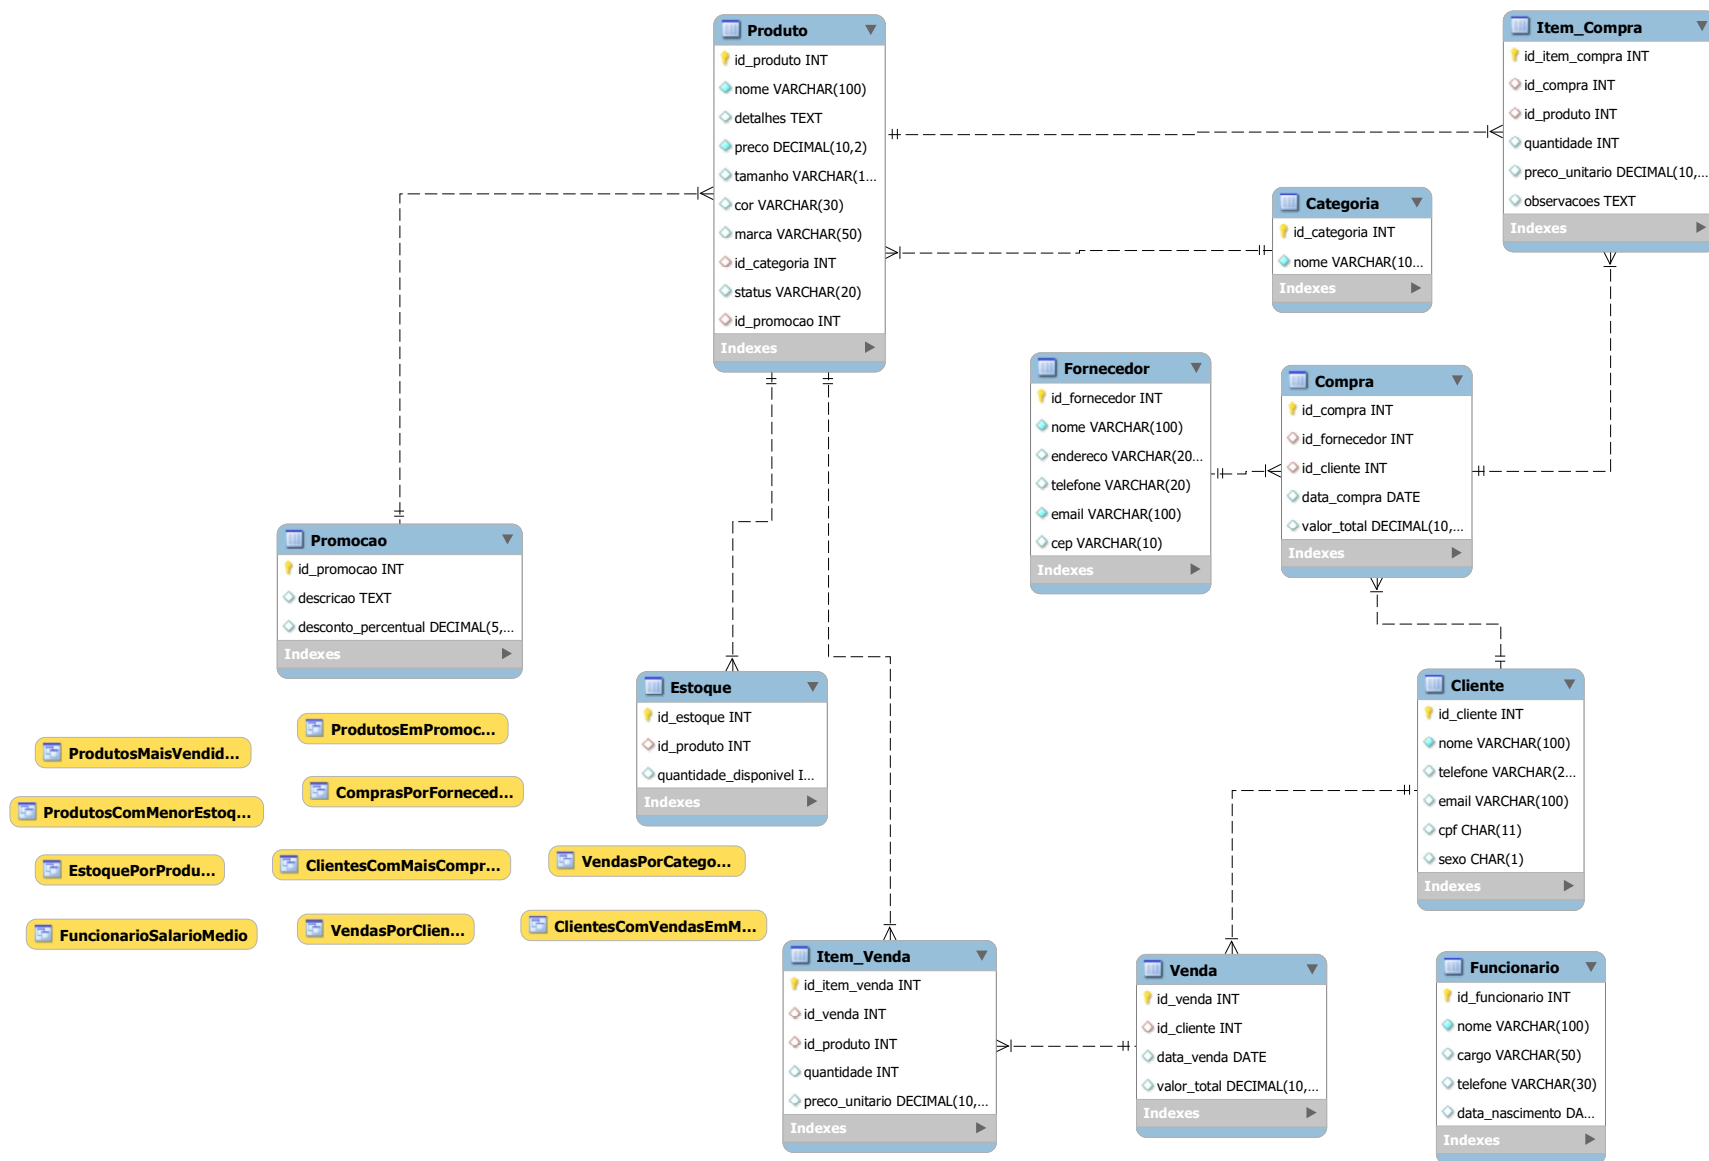 Produto
id_produto INT
nome VARCHAR(100)
detalhes TEXT
preco DECIMAL(10,2)
tamanho VARCHAR(1...
cor VARCHAR(30)
marca VARCHAR(50)
id_categoria INT
status VARCHAR(20)
id_promocao INT
Indexes
Item_Compra
id_item_compra INT
id_compra INT
id_produto INT
quantidade INT
preco_unitario DECIMAL(10,...
observacoes TEXT
Indexes
Categoria
id_categoria INT
nome VARCHAR(10...
Indexes
Fornecedor
id_fornecedor INT
nome VARCHAR(100)
endereco VARCHAR(20...
telefone VARCHAR(20)
email VARCHAR(100)
cep VARCHAR(10)
Indexes
Compra
id_compra INT
id_fornecedor INT
id_cliente INT
data_compra DATE
valor_total DECIMAL(10,...
Indexes
Promocao
id_promocao INT
descricao TEXT
desconto_percentual DECIMAL(5,...
Indexes
Estoque
id_estoque INT
id_produto INT
quantidade_disponivel I...
Indexes
Cliente
id_cliente INT
nome VARCHAR(100)
telefone VARCHAR(2...
email VARCHAR(100)
cpf CHAR(11)
sexo CHAR(1)
Indexes
ProdutosMaisVendid...
ProdutosEmPromoc...
ProdutosComMenorEstoq...
ComprasPorForneced...
EstoquePorProdu...
ClientesComMaisCompr...
VendasPorCatego...
FuncionarioSalarioMedio
VendasPorClien...
ClientesComVendasEmM...
Item_Venda
id_item_venda INT
id_venda INT
id_produto INT
quantidade INT
preco_unitario DECIMAL(10,...
Indexes
Venda
id_venda INT
id_cliente INT
data_venda DATE
valor_total DECIMAL(10,...
Indexes
Funcionario
id_funcionario INT
nome VARCHAR(100)
cargo VARCHAR(50)
telefone VARCHAR(30)
data_nascimento DA...
Indexes